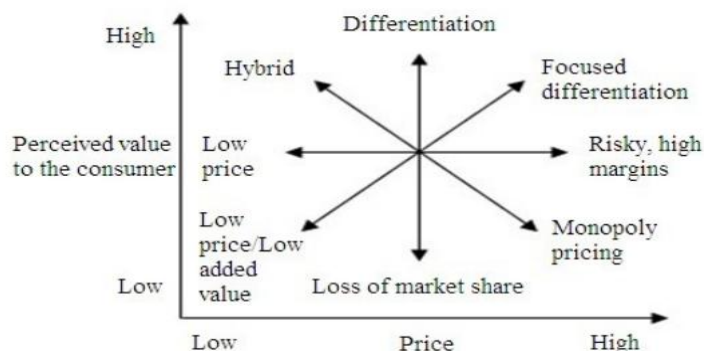 High
Differentiation
Hybrid
Focused
differentiation
Perceived value
to the consumer
Low
price
Risky, high
margins
Low
price/Low
added
value
Monopoly
pricing
Low
Loss of market share
Low
Price
High